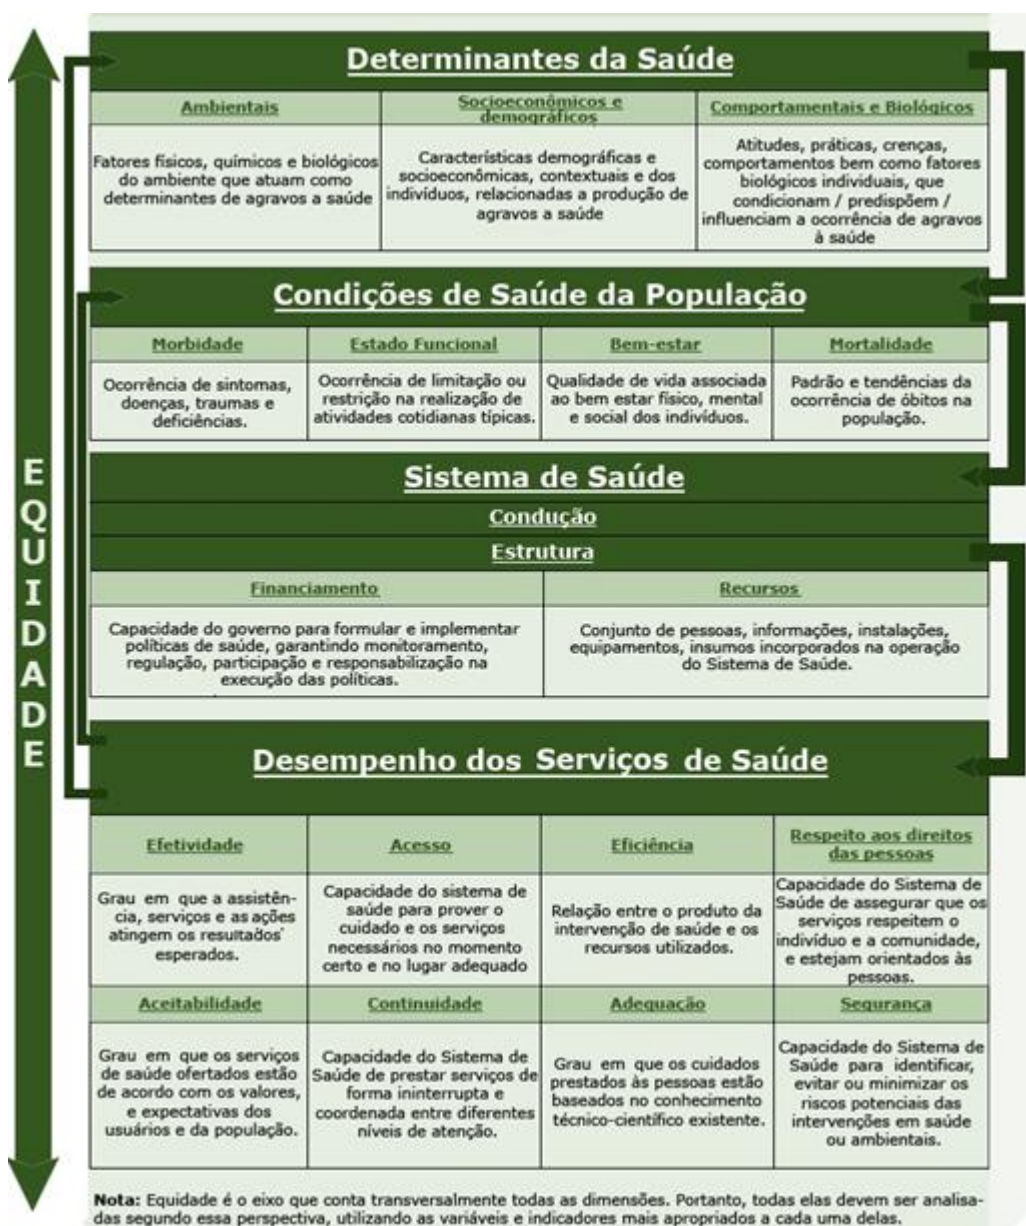 EQUIDADE
Determinantes da Saúde
Ambientais
Fatores físicos, químicos e biológicos
do ambiente que atuam como
determinantes de agravos a saúde
Socioeconômicos e
demográficos
Características demográficas e
socioeconômicas, contextuais e dos
indivíduos, relacionadas a produção de
agravos a saúde
Comportamentais e Biológicos
Atitudes, práticas, crenças,
comportamentos bem como fatores
biológicos individuais, que
condicionam / predispõem /
influenciam a ocorrência de agravos
à saúde
Condições de Saúde da População
Morbidade
Ocorrência de sintomas,
doenças, traumas e
deficiências.
Estado Funcional
Ocorrência de limitação ou
restrição na realização de
atividades cotidianas típicas.
Bem-estar
Qualidade de vida associada
ao bem estar físico, mental
e social dos indivíduos.
Mortalidade
Padrão e tendências da
ocorrência de óbitos na
população.
Sistema de Saúde
Condução
Estrutura
Financiamento
Capacidade do governo para formular e implementar
políticas de saúde, garantindo monitoramento,
regulação, participação e responsabilização na
execução das políticas.
Recursos
Conjunto de pessoas, informações, instalações,
equipamentos, insumos incorporados na operação
do Sistema de Saúde.
Desempenho dos Serviços de Saúde
Efetividade
Grau em que a assistên-
cia, serviços e as ações
atingem os resultados
esperados.
Acesso
Capacidade do sistema de
saúde para prover o
cuidado e os serviços
necessários no momento
certo e no lugar adequado
Eficiência
Relação entre o produto da
intervenção de saúde e os
recursos utilizados.
Respeito aos direitos
das pessoas
Capacidade do Sistema de
Saúde de assegurar que os
serviços respeitem o
indivíduo e a comunidade,
e estejam orientados às
pessoas.
Aceitabilidade
Grau em que os serviços
de saúde ofertados estão
de acordo com os valores,
e expectativas dos
usuários e da população.
Continuidade
Capacidade do Sistema de
Saúde de prestar serviços de
forma ininterrupta e
coordenada entre diferentes
níveis de atenção.
Adequação
Grau em que os cuidados
prestados às pessoas estão
baseados no conhecimento
técnico-científico existente.
Segurança
Capacidade do Sistema de
Saúde para identificar,
evitar ou minimizar os
riscos potenciais das
intervenções em saúde
ou ambientais.
Nota: Equidade é o eixo que conta transversalmente todas as dimensões. Portanto, todas elas devem ser analisa-
das segundo essa perspectiva, utilizando as variáveis e indicadores mais apropriados a cada uma delas.